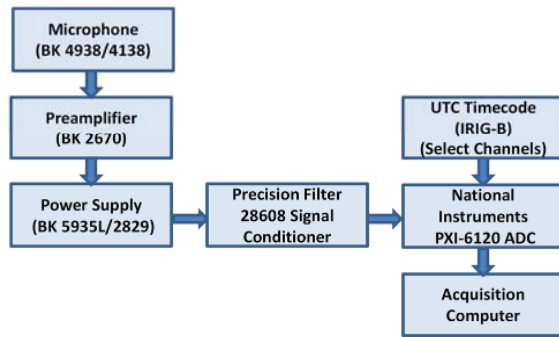 Microphone
(BK 4938/4138)
Preamplifier
(BK 2670)
Power Supply
(BK 5935L/2829)
Precision Filter
28608 Signal
Conditioner
UTC Timecode
(IRIG-B)
(Select Channels)
National
Instruments
PXI-6120 ADC
Acquisition
Computer